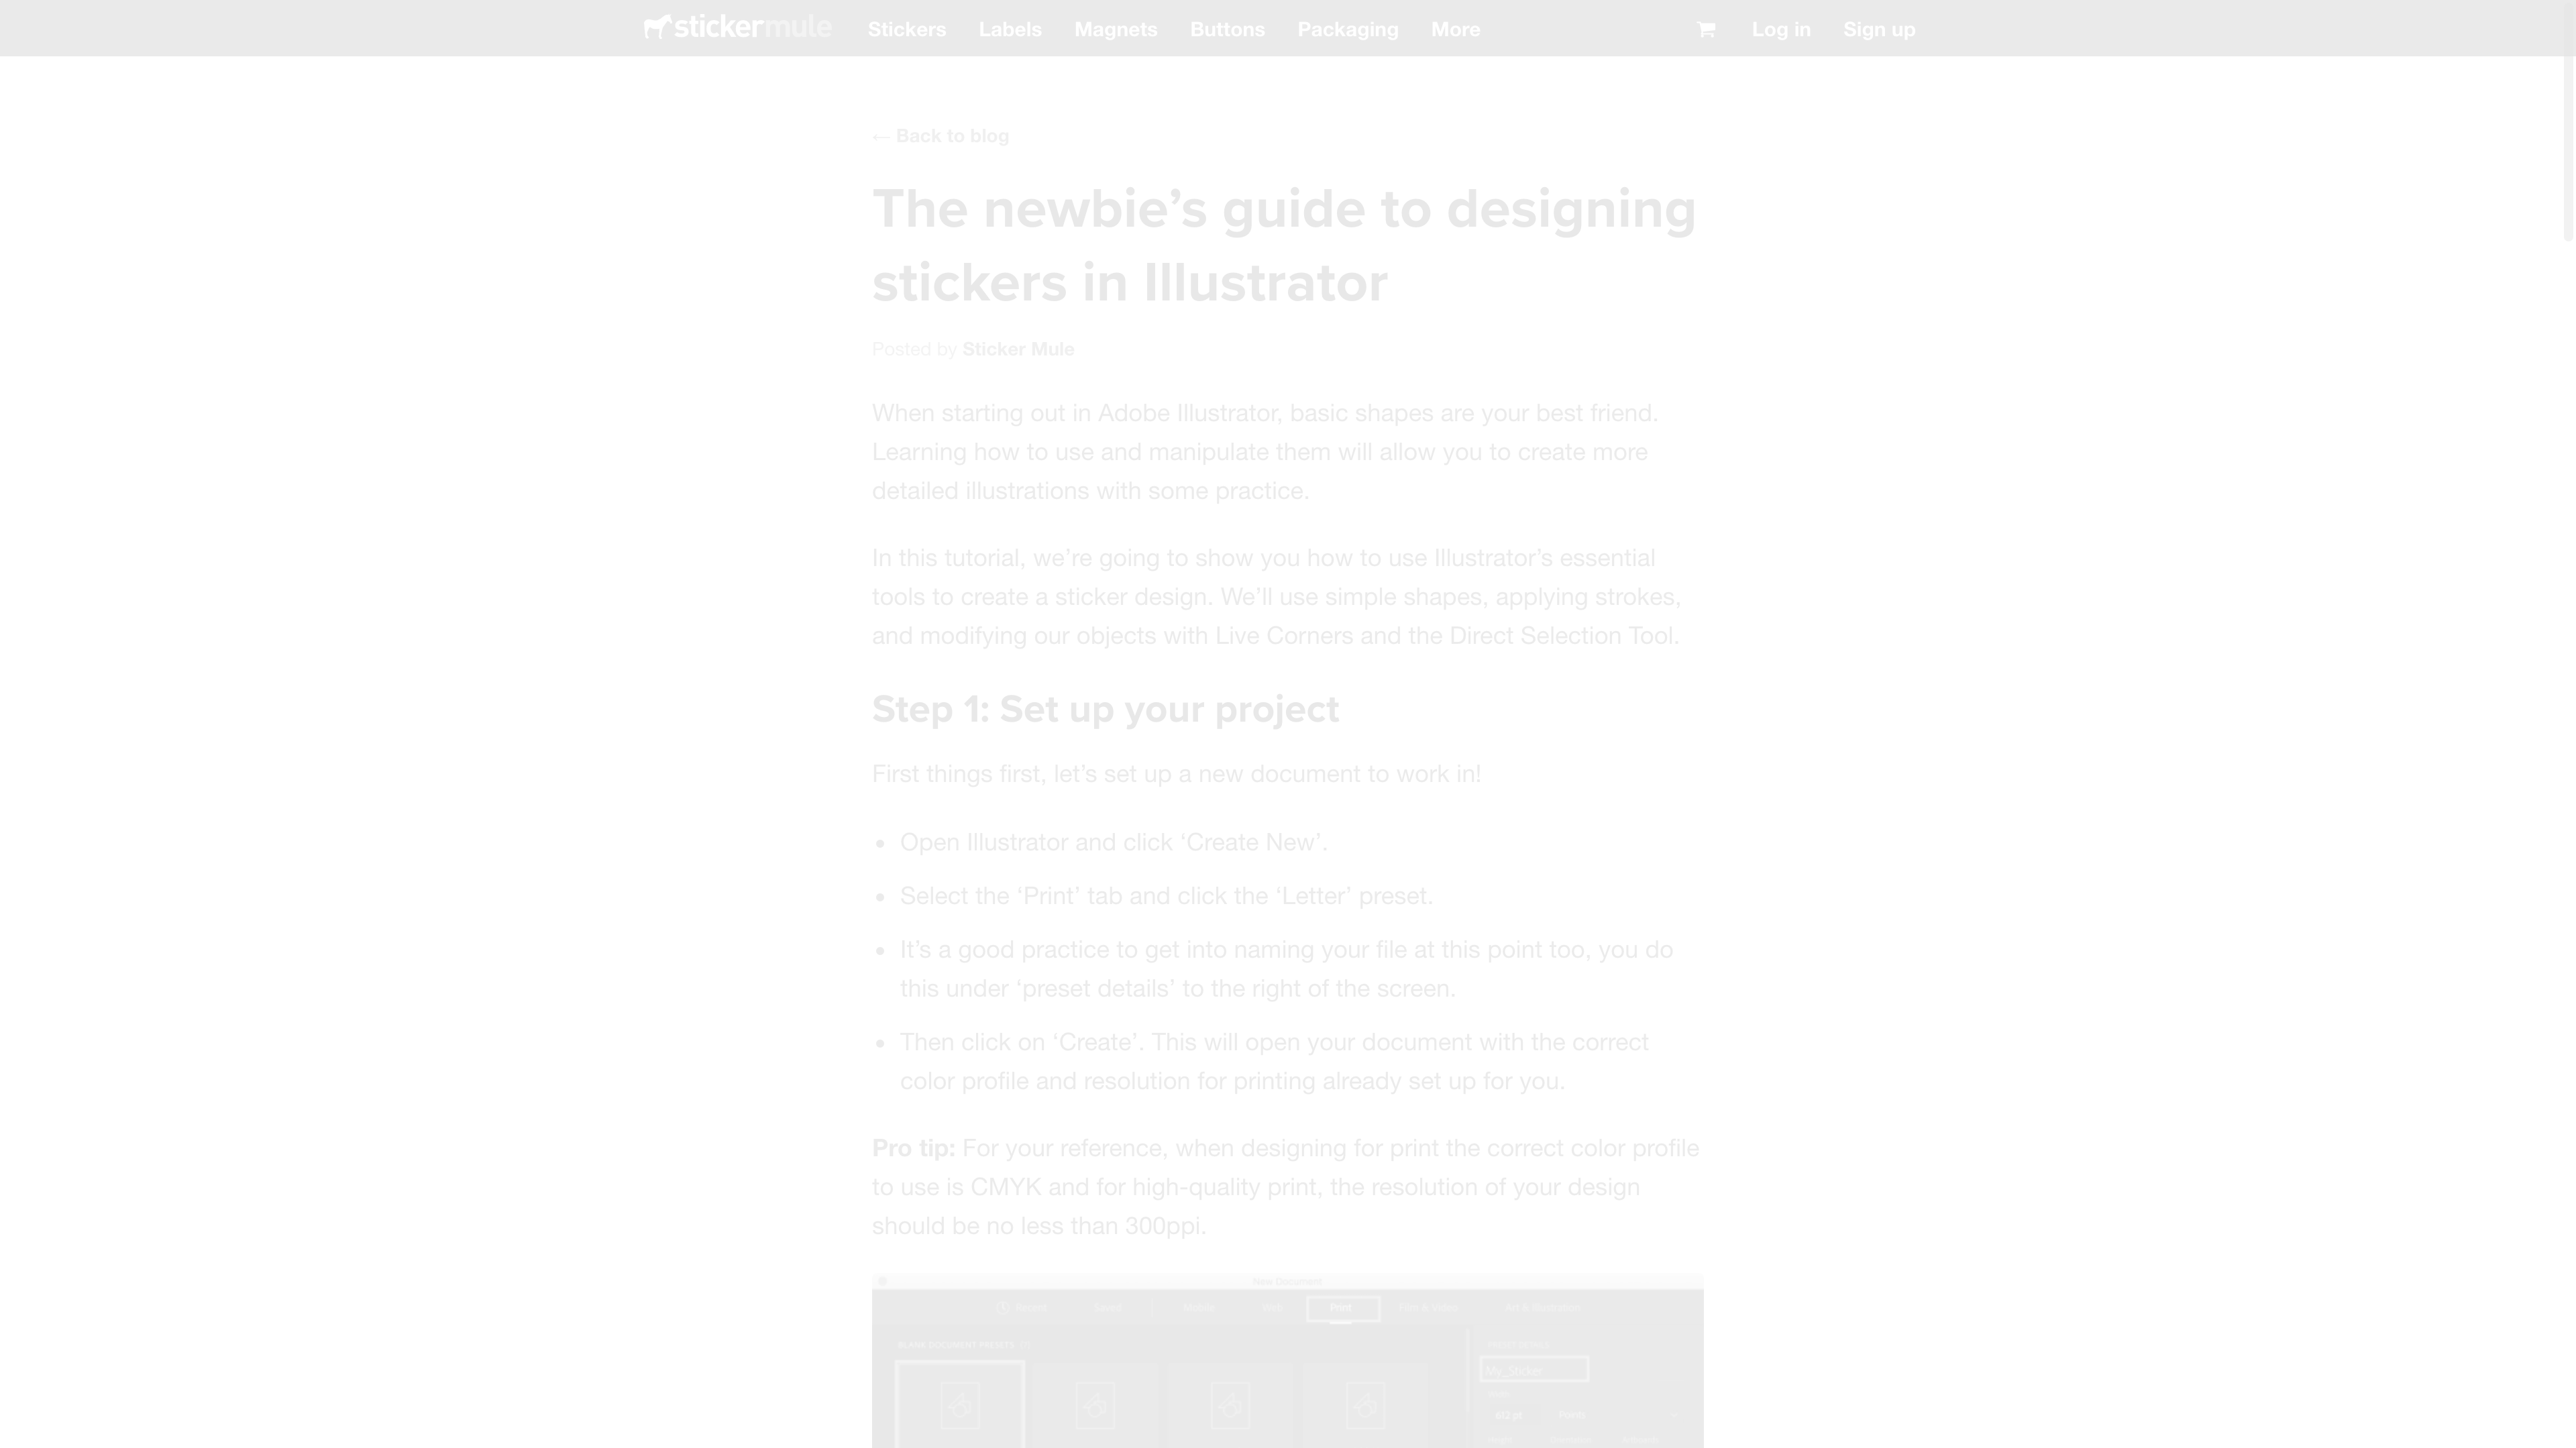 stickermule Stickers Labels Magnets Buttons Packaging More Log in Sign up
← Back to blog
The newbie’s guide to designing
stickers in Illustrator
Posted by Sticker Mule
When starting out in Adobe Illustrator, basic shapes are your best friend.
Learning how to use and manipulate them will allow you to create more
detailed illustrations with some practice.
In this tutorial, we’re going to show you how to use Illustrator’s essential
tools to create a sticker design. We’ll use simple shapes, applying strokes,
and modifying our objects with Live Corners and the Direct Selection Tool.
Step 1: Set up your project
First things first, let’s set up a new document to work in!
• Open Illustrator and click ‘Create New’.
• Select the ‘Print’ tab and click the ‘Letter’ preset.
• It’s a good practice to get into naming your file at this point too, you do
this under ‘preset details’ to the right of the screen.
• Then click on ‘Create’. This will open your document with the correct
color profile and resolution for printing already set up for you.
Pro tip: For your reference, when designing for print the correct color profile
to use is CMYK and for high-quality print, the resolution of your design
should be no less than 300ppi.
New Document
Recent Saved Mobile Web Print Film & Video Art & Illustration
BLANK DOCUMENT PRESETS
PRESET DETAILS
My_Sticker
Width
612 pt Points